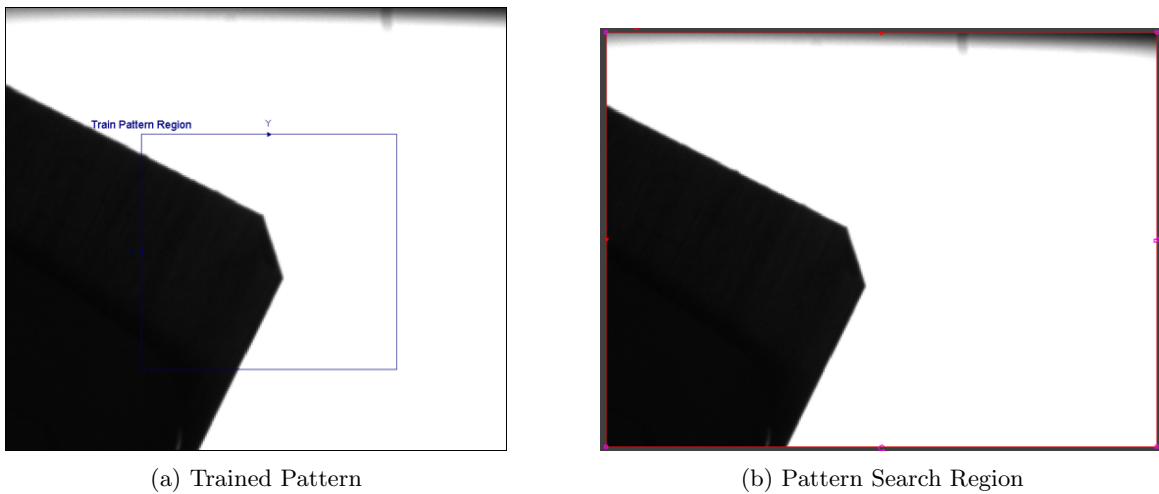 Train Pattern Region
Y
(a) Trained Pattern
(b) Pattern Search Region